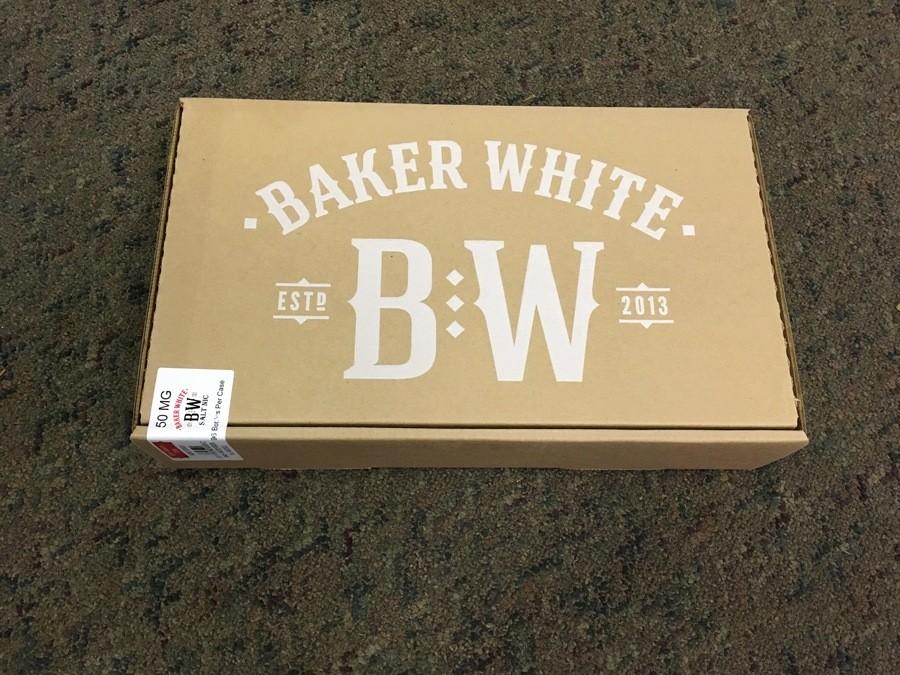 BAKER WHITE
ESTD
B:W
2013
50 MG
BAKER WHITE
B:W
SALT NIC
Per Case